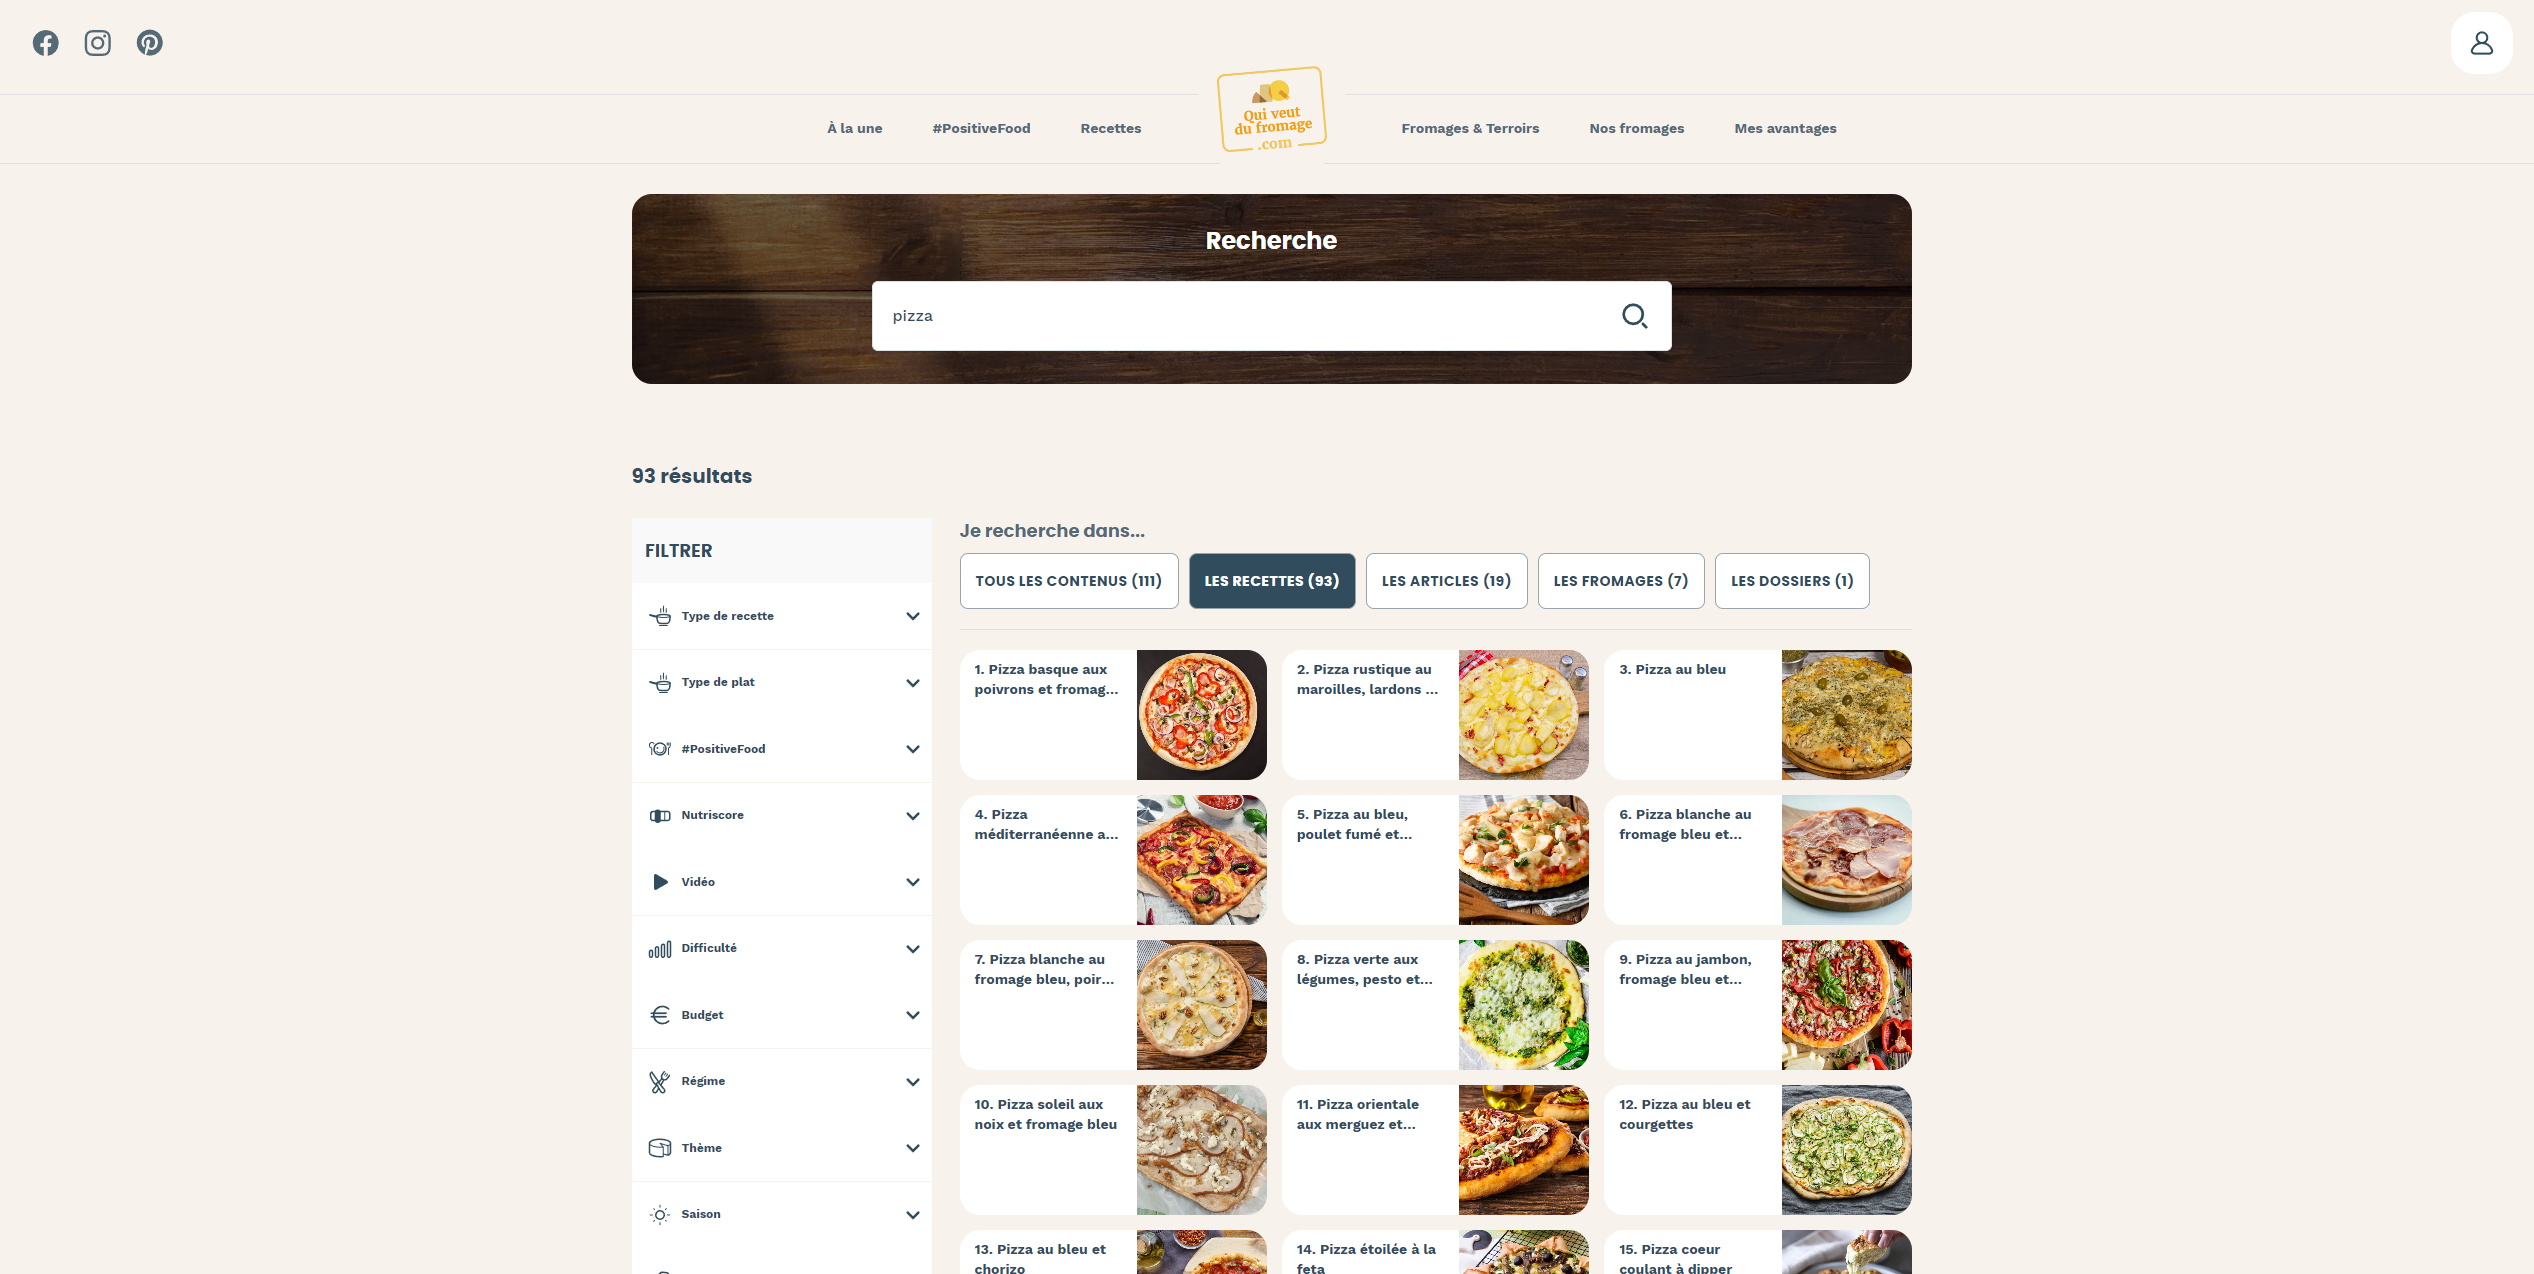 À la une
#PositiveFood
Recettes
Qui veut
du fromage
.com
Fromages & Terroirs
Nos fromages
Mes avantages
Recherche
pizza
93 résultats
FILTRER
Type de recette
Type de plat
#PositiveFood
Nutriscore
Vidéo
Difficulté
Budget
Régime
Thème
Saison
Je recherche dans...
TOUS LES CONTENUS (111)
LES RECETTES (93)
LES ARTICLES (19)
LES FROMAGES (7)
LES DOSSIERS (1)
1. Pizza basque aux
poivrons et fromag...
2. Pizza rustique au
maroilles, lardons ...
3. Pizza au bleu
4. Pizza
méditerranéenne a...
5. Pizza au bleu,
poulet fumé et...
6. Pizza blanche au
fromage bleu et...
7. Pizza blanche au
fromage bleu, poir...
8. Pizza verte aux
légumes, pesto et...
9. Pizza au jambon,
fromage bleu et...
10. Pizza soleil aux
noix et fromage bleu
11. Pizza orientale
aux merguez et...
12. Pizza au bleu et
courgettes
13. Pizza au bleu et
chorizo
14. Pizza étoilée à la
feta
15. Pizza coeur
coulant à dipper